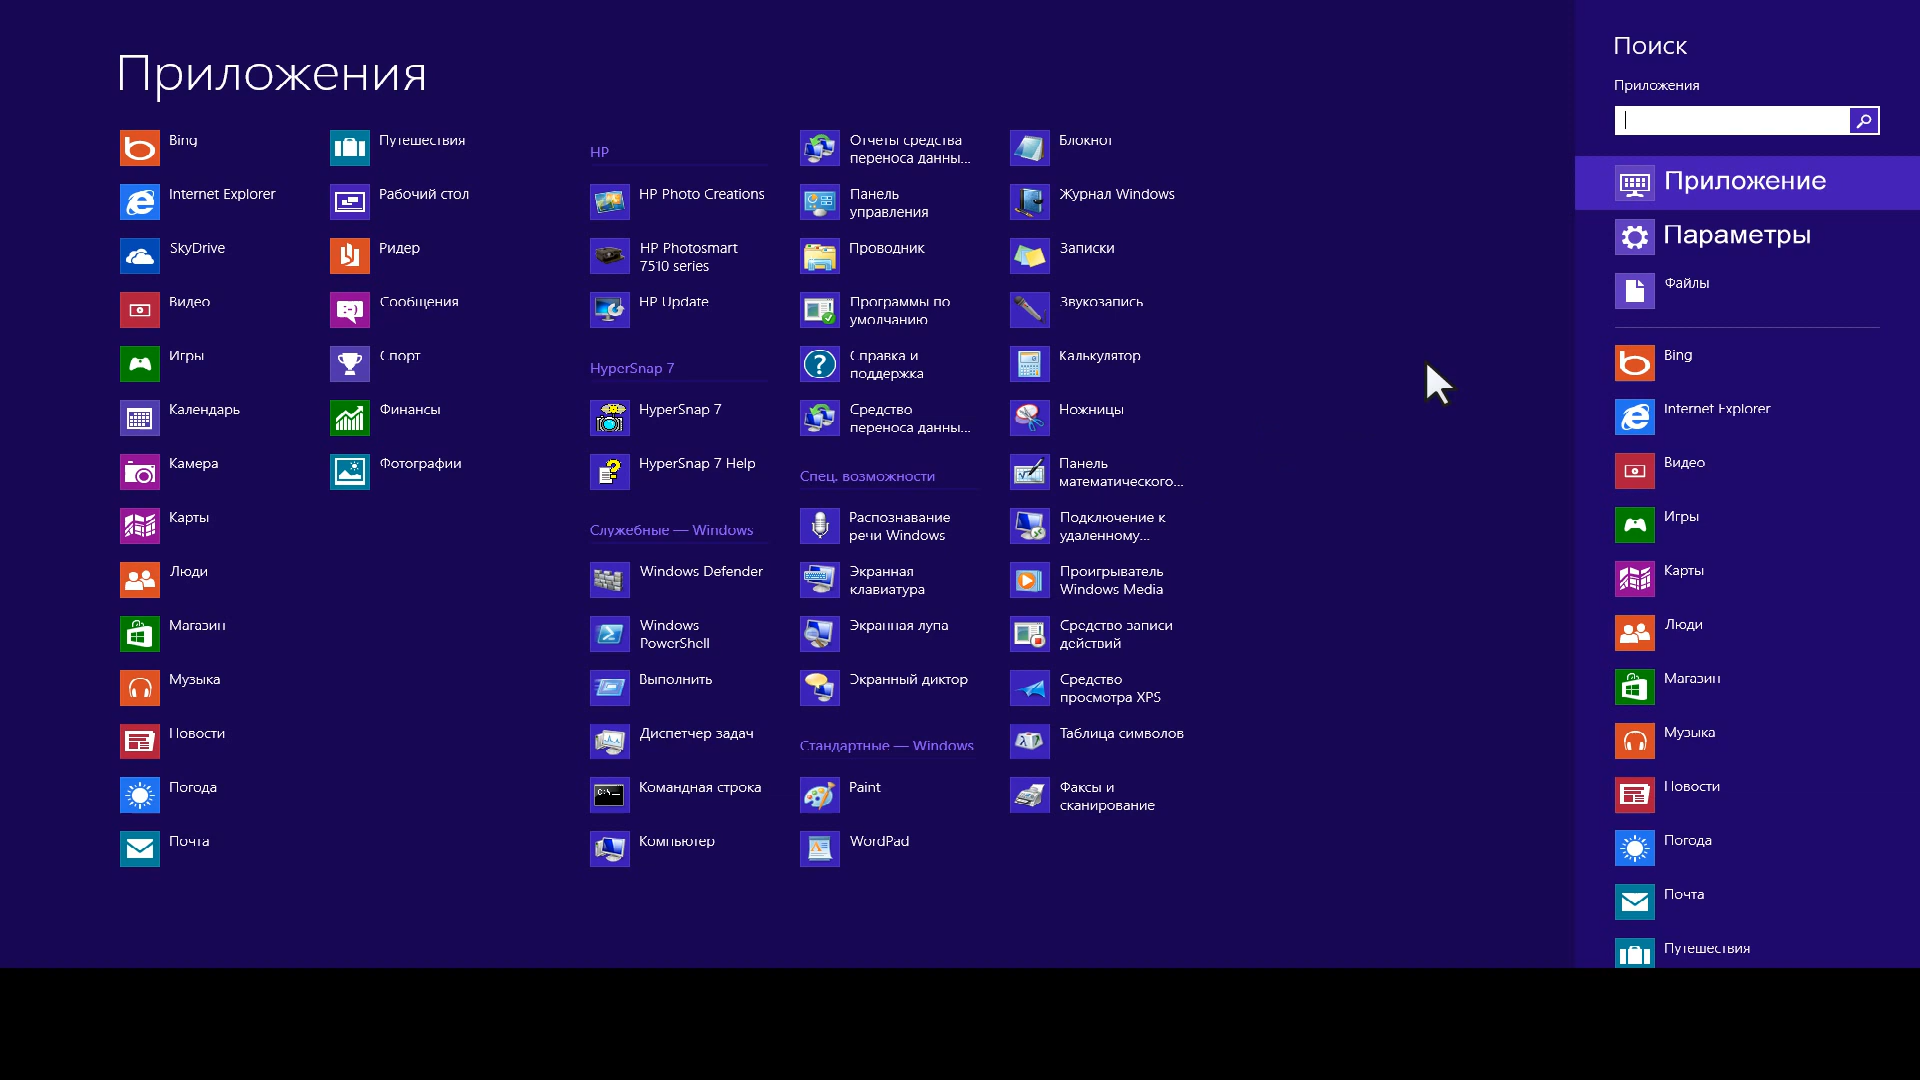 Приложения
Bing
Internet Explorer
SkyDrive
Видео
Игры
Календарь
Камера
Карты
Люди
Магазин
Музыка
Новости
Погода
Почта
Путешествия
Рабочий стол
Ридер
Сообщения
Спорт
Финансы
Фотографии
HP
HP Photo Creations
HP Photosmart
7510 series
HP Update
HyperSnap 7
HyperSnap 7
HyperSnap 7 Help
Служебные — Windows
Windows Defender
Windows
PowerShell
Выполнить
Диспетчер задач
Командная строка
Компьютер
Отчеты средства
переноса данны...
Панель
управления
Проводник
Программы по
умолчанию
Справка и
поддержка
Средство
переноса данны...
Спец. возможности
Распознавание
речи Windows
Экранная
клавиатура
Экранная лупа
Экранный диктор
Стандартные — Windows
Paint
WordPad
Блокнот
Журнал Windows
Записки
Звукозапись
Калькулятор
Ножницы
Панель
математического...
Подключение к
удаленному...
Проигрыватель
Windows Media
Средство записи
действий
Средство
просмотра XPS
Таблица символов
Факсы и
сканирование
Поиск
Приложения
Приложение
Параметры
Файлы
Bing
Internet Explorer
Видео
Игры
Карты
Люди
Магазин
Музыка
Новости
Погода
Почта
Путешествия